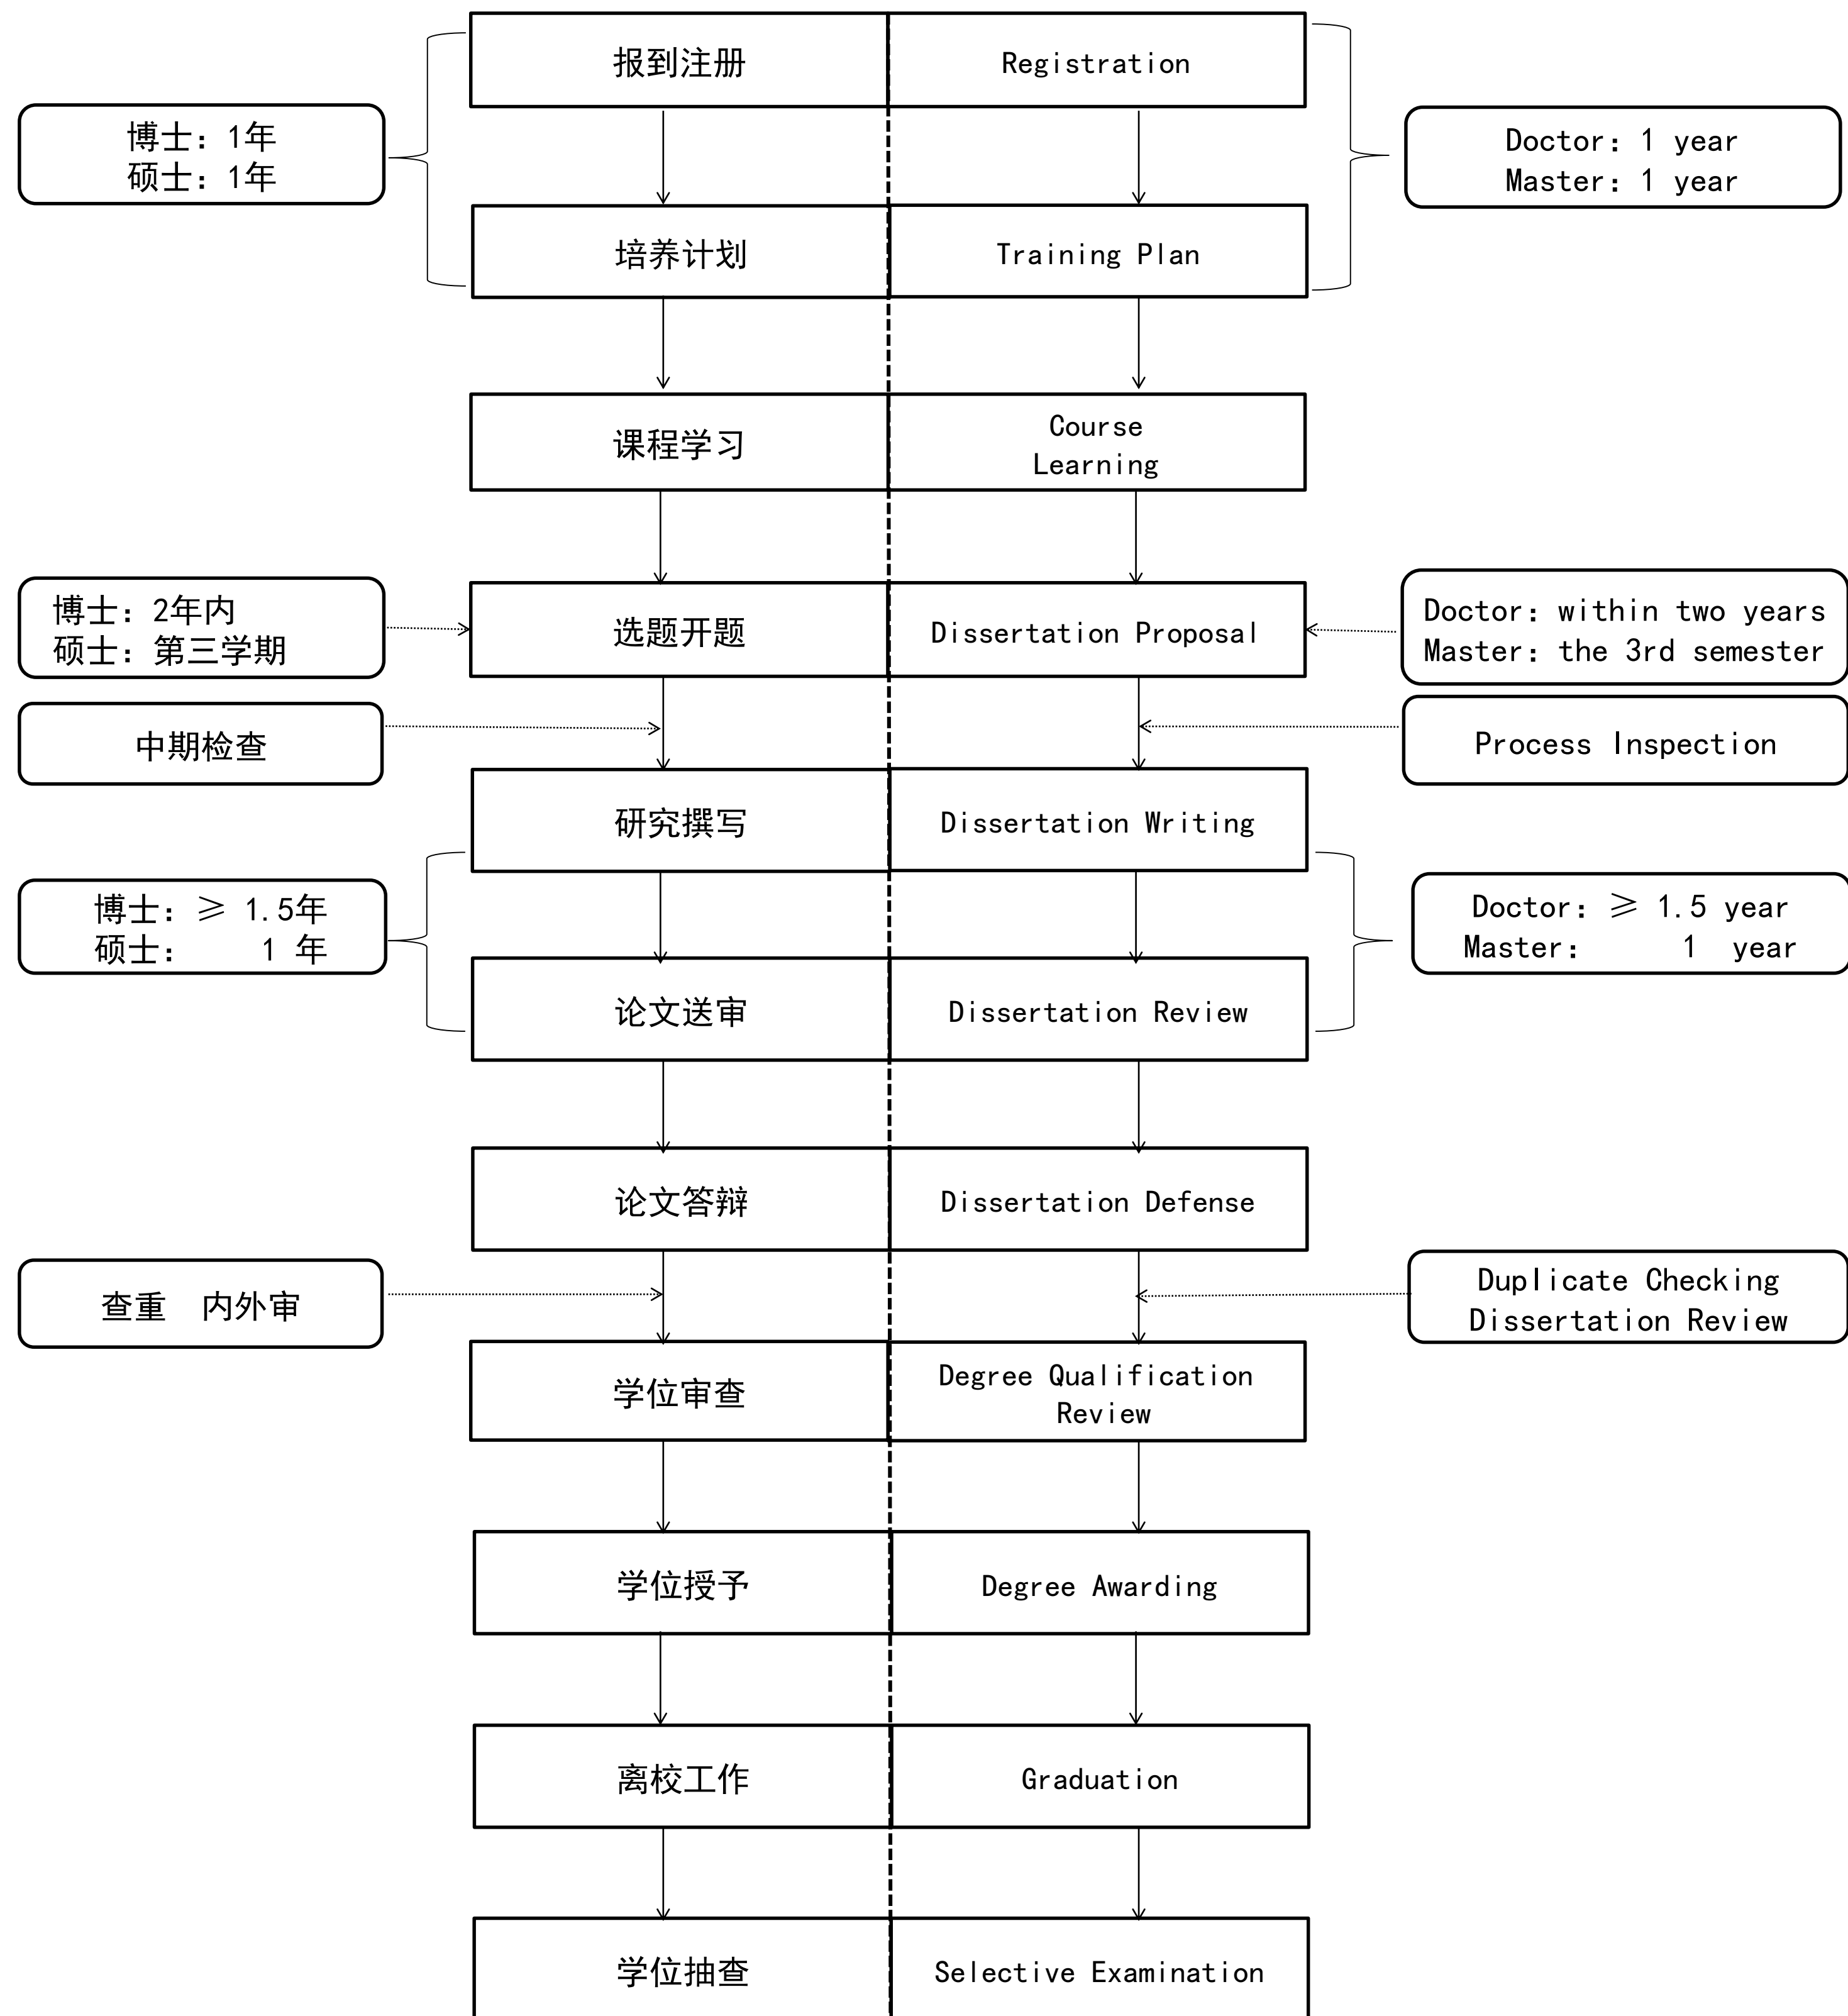 报到注册
Registration
博士：1年
硕士：1年
Doctor：1 year
Master：1 year
培养计划
Training Plan
课程学习
Course
Learning
博士：2年内
硕士：第三学期
选题开题
Dissertation Proposal
Doctor：within two years
Master：the 3rd semester
中期检查
Process Inspection
研究撰写
Dissertation Writing
博士：≥ 1.5年
硕士： 1 年
Doctor：≥ 1.5 year
Master： 1 year
论文送审
Dissertation Review
论文答辩
Dissertation Defense
查重 内外审
Duplicate Checking
Dissertation Review
学位审查
Degree Qualification
Review
学位授予
Degree Awarding
离校工作
Graduation
学位抽查
Selective Examination